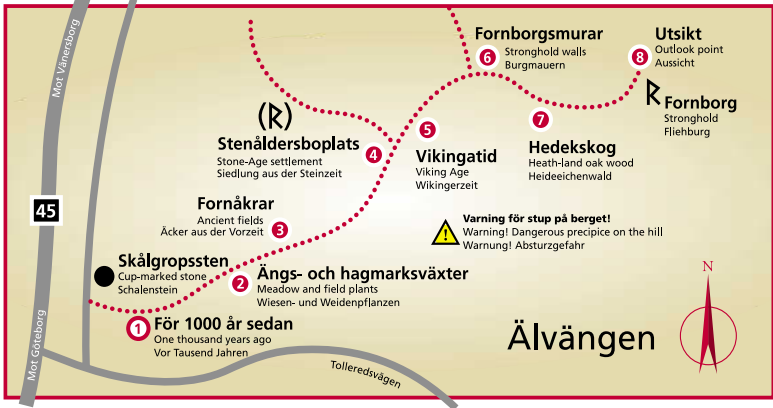 Mot Vänersborg
45
Mot Göteborg
Fornborgsmurar
Stronghold walls
Burgmauern
6
Utsikt
Outlook point
Aussicht
8
Fornborg
Stronghold
Fliehburg
(ᚱ)
Stenåldersboplats
Stone-Age settlement
Siedlung aus der Steinzeit
4
5
Vikingatid
Viking Age
Wikingerzeit
7
Hedekskog
Heath-land oak wood
Heideeichenwald
Fornåkrar
Ancient fields
Äcker aus der Vorzeit
3
Varning för stup på berget!
Warning! Dangerous precipice on the hill
Warnung! Absturzgefahr
Skålgropssten
Cup-marked stone
Schalenstein
2
Ängs- och hagmarksväxter
Meadow and field plants
Wiesen- und Weidenpflanzen
1
För 1000 år sedan
One thousand years ago
Vor Tausend Jahren
Tolleredsvägen
Älvängen
N